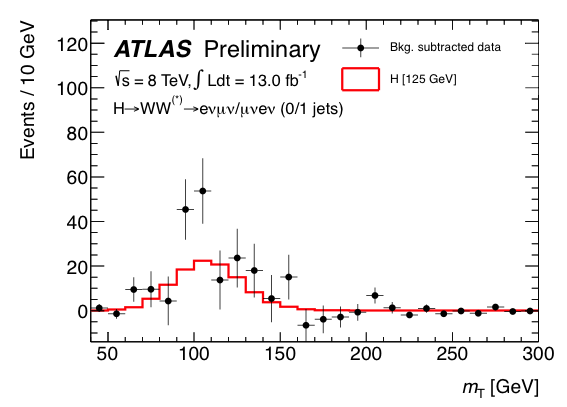 ATLAS Preliminary
√s = 8 TeV, ∫ Ldt = 13.0 fb⁻¹
H→WW⁽*⁾→eνμν/μνeν (0/1 jets)
Bkg. subtracted data
H [125 GeV]
Events / 10 GeV
120
100
80
60
40
20
0
50 100 150 200 250 300
m_T [GeV]